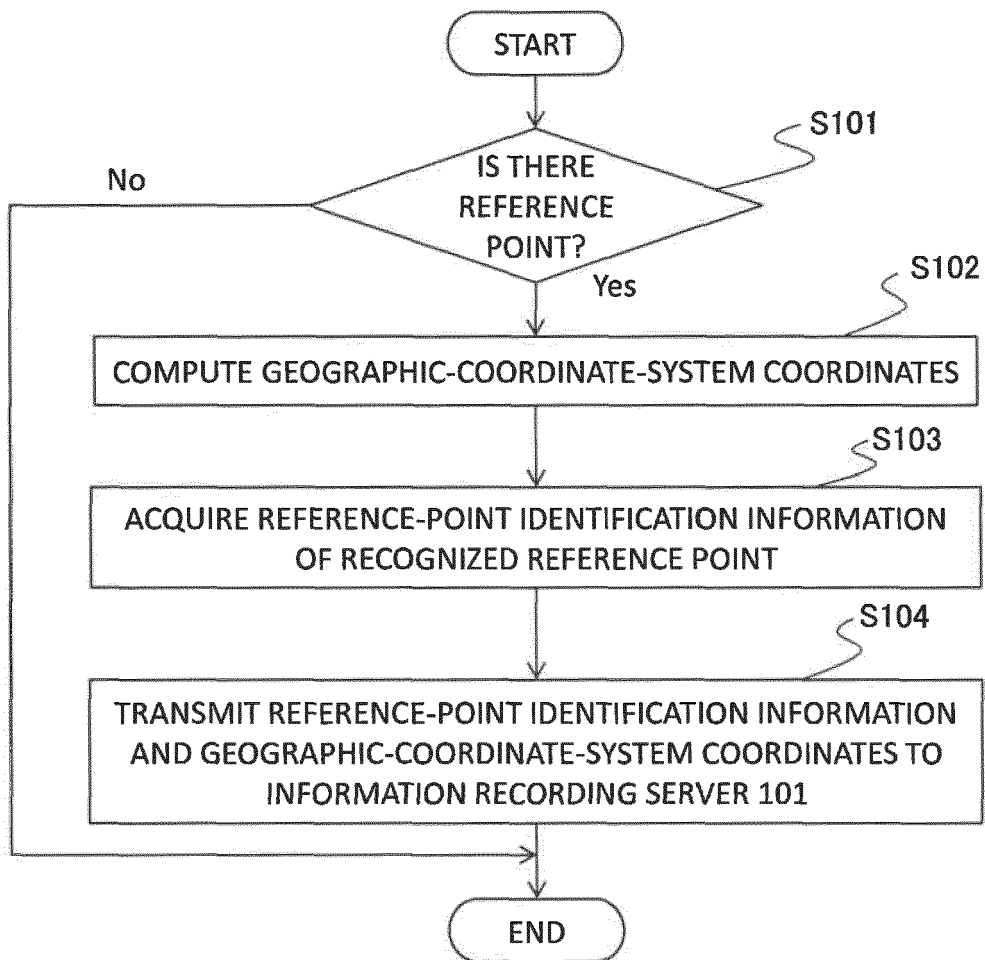 START
S101
IS THERE
REFERENCE
POINT?
No
Yes
S102
COMPUTE GEOGRAPHIC-COORDINATE-SYSTEM COORDINATES
S103
ACQUIRE REFERENCE-POINT IDENTIFICATION INFORMATION
OF RECOGNIZED REFERENCE POINT
S104
TRANSMIT REFERENCE-POINT IDENTIFICATION INFORMATION
AND GEOGRAPHIC-COORDINATE-SYSTEM COORDINATES TO
INFORMATION RECORDING SERVER 101
END